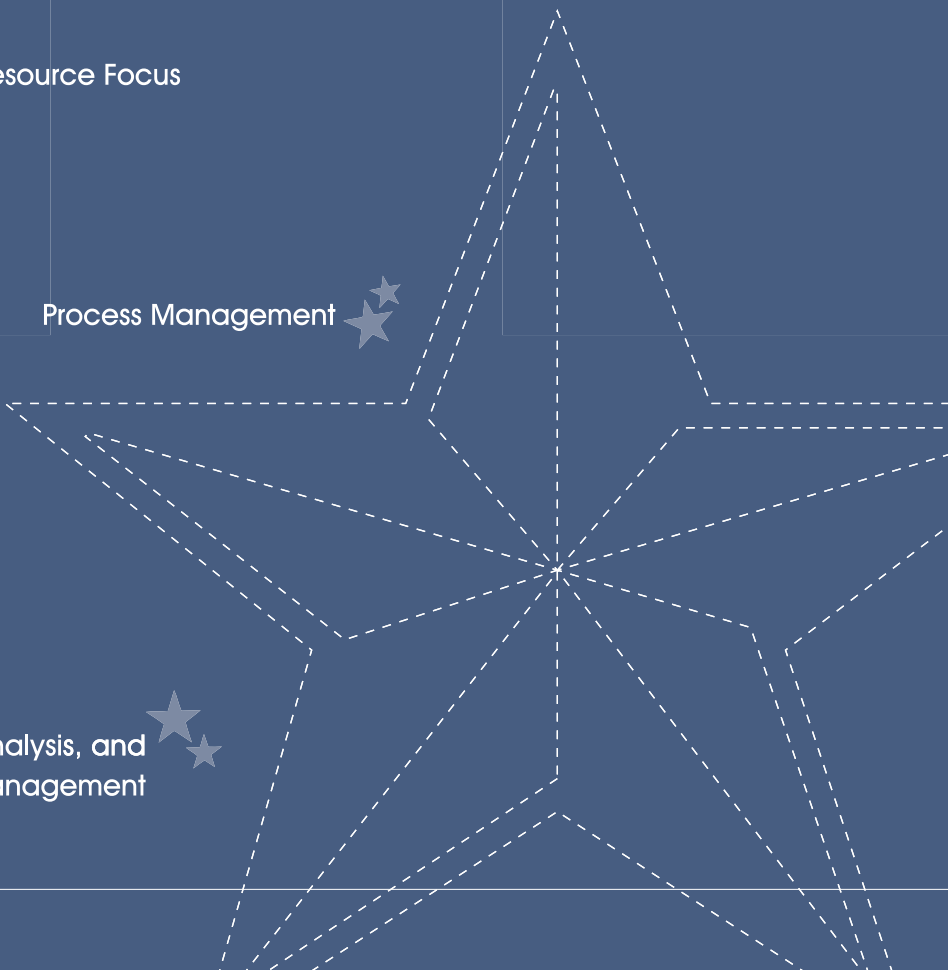 esource Focus
Process Management
nalysis, and
anagement